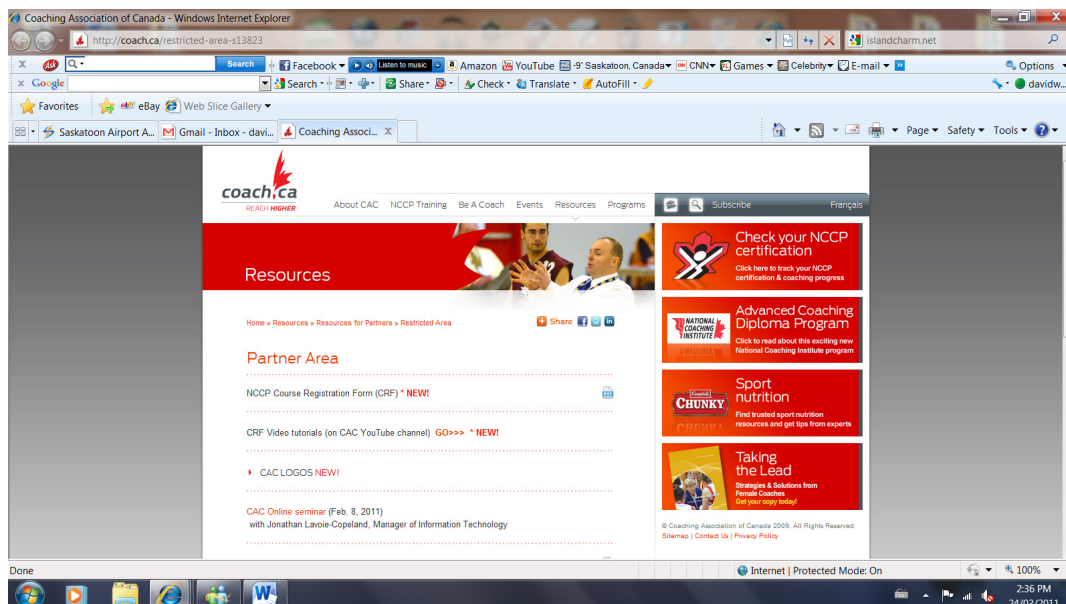 Coaching Association of Canada - Windows Internet Explorer
http://coach.ca/restricted-area-s13823
islandcharm.net
x Ask Search Facebook Listen to music Amazon YouTube -9° Saskatoon, Canada CNN Games Celebrity E-mail Options
x Google Search Share Check Translate AutoFill davidw...
Favorites eBay Web Slice Gallery
Saskatoon Airport A... Gmail - Inbox - davi... Coaching Associ... X Page Safety Tools
coach.ca
REACH HIGHER
About CAC NCCP Training Be A Coach Events Resources Programs Subscribe Français
Resources
Home » Resources » Resources for Partners » Restricted Area
Share
Partner Area
NCCP Course Registration Form (CRF) * NEW!
CRF Video tutorials (on CAC YouTube channel) GO>>> * NEW!
CAC LOGOS NEW!
CAC Online seminar (Feb. 8, 2011)
with Jonathan Lavoie-Copeland, Manager of Information Technology
Check your NCCP
certification
Click here to track your NCCP
certification & coaching progress
NATIONAL
COACHING
INSTITUTE
Advanced Coaching
Diploma Program
Click to read about this exciting new
National Coaching Institute program
Campbell's
CHUNKY
Sport
nutrition
Find trusted sport nutrition
resources and get tips from experts
Taking
the Lead
Strategies & Solutions from
Female Coaches
Get your copy today!
© Coaching Association of Canada 2009. All Rights Reserved
Sitemap | Contact Us | Privacy Policy
Done Internet | Protected Mode: On 100%
2:36 PM
24/03/2011